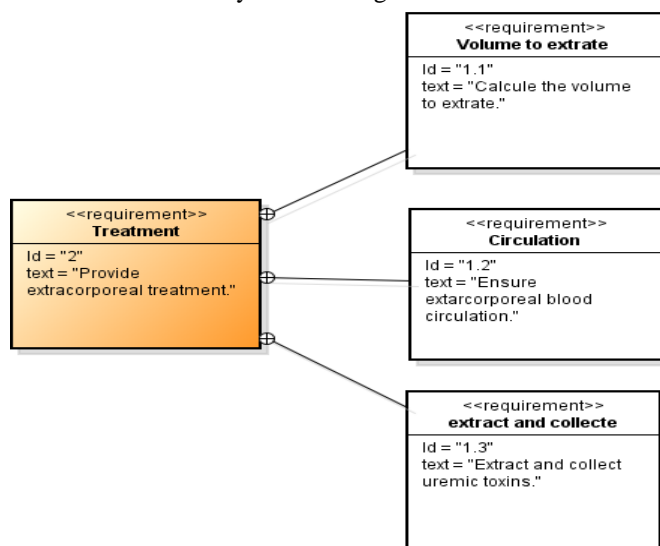 <<requirement>>
Volume to extrate
Id = "1.1"
text = "Calcule the volume
to extrate."
<<requirement>>
Treatment
Id = "2"
text = "Provide
extracorporeal treatment."
<<requirement>>
Circulation
Id = "1.2"
text = "Ensure
extarcorporeal blood
circulation."
<<requirement>>
extract and collecte
Id = "1.3"
text = "Extract and collect
uremic toxins."